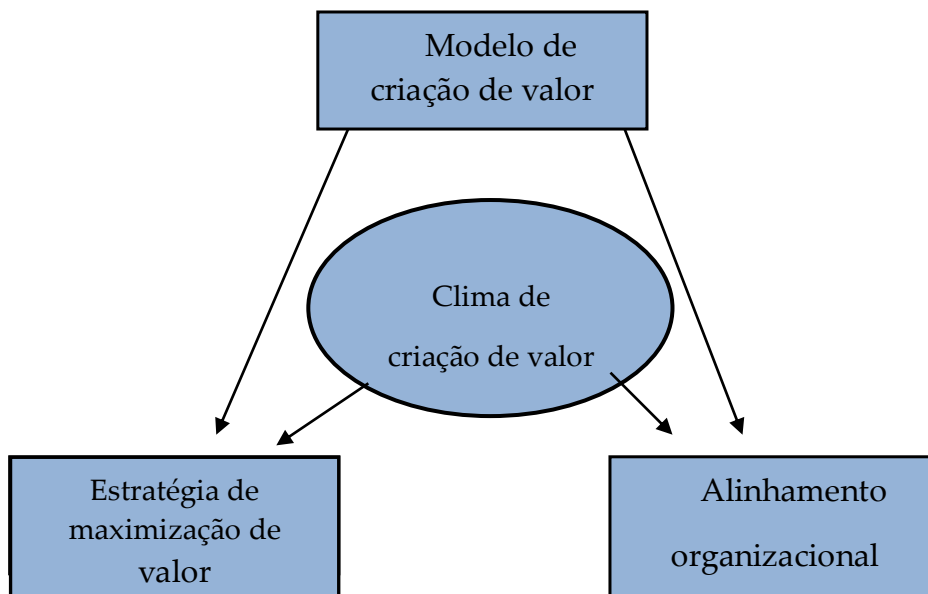 Modelo de
criação de valor
Clima de
criação de valor
Estratégia de
maximização de
valor
Alinhamento
organizacional